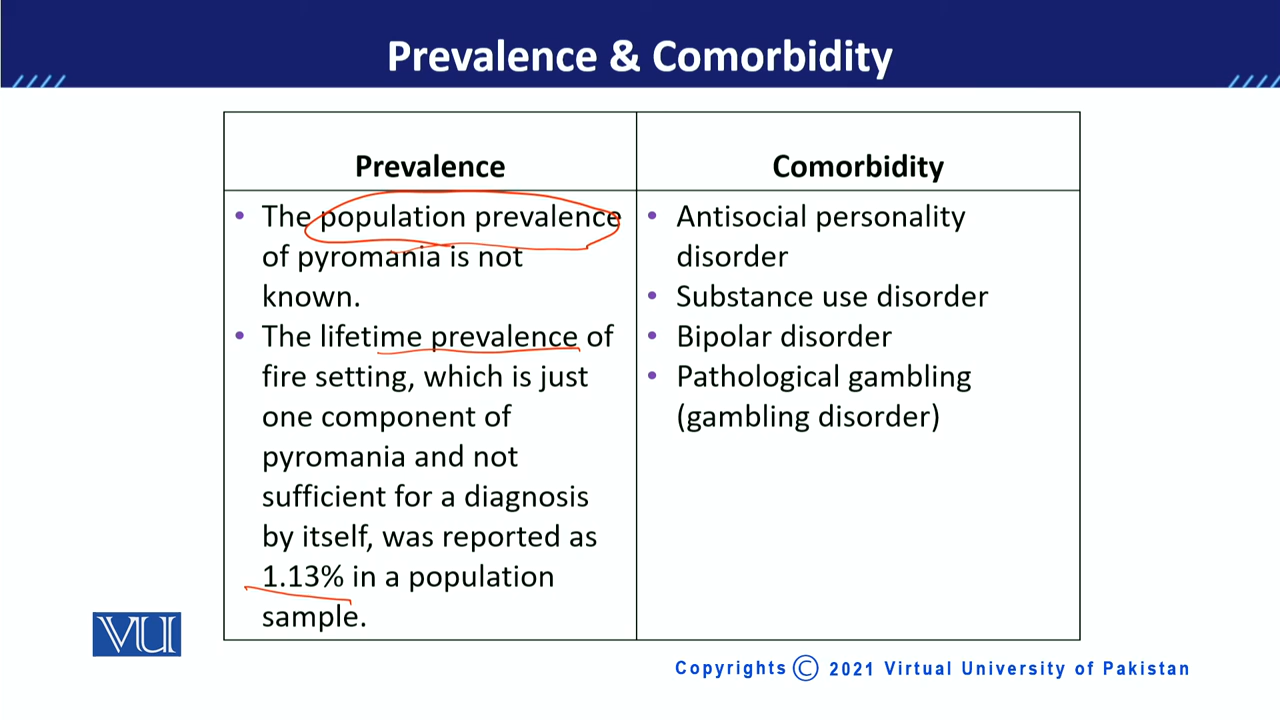 Prevalence & Comorbidity
Prevalence
• The population prevalence
of pyromania is not
known.
• The lifetime prevalence of
fire setting, which is just
one component of
pyromania and not
sufficient for a diagnosis
by itself, was reported as
1.13% in a population
sample.
Comorbidity
• Antisocial personality
disorder
• Substance use disorder
• Bipolar disorder
• Pathological gambling
(gambling disorder)
VU
Copyrights © 2021 Virtual University of Pakistan